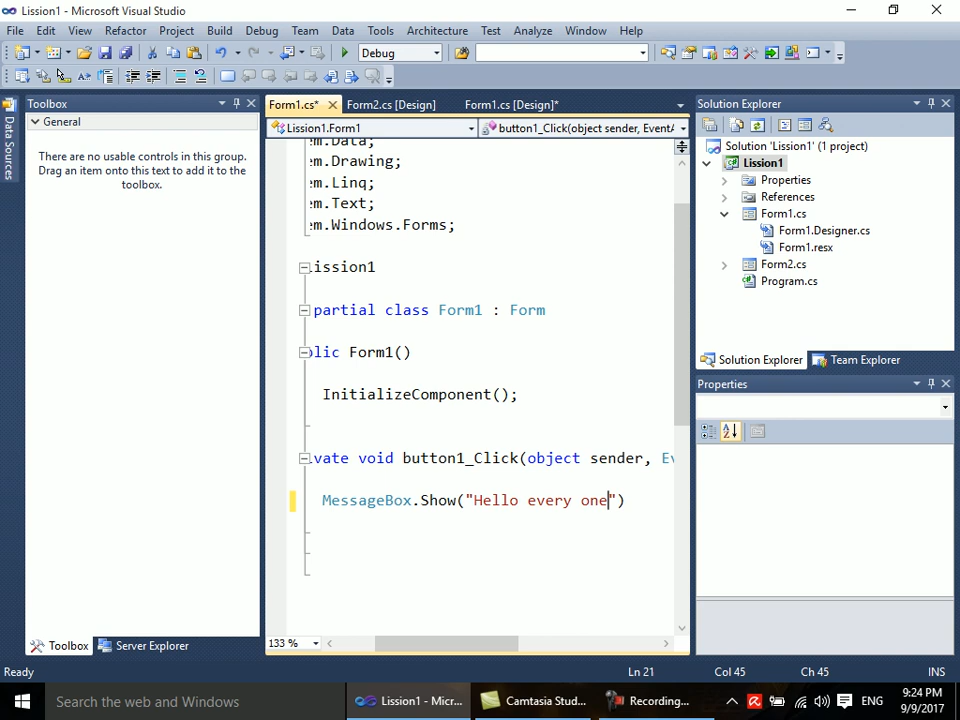 Lission1 - Microsoft Visual Studio
File Edit View Refactor Project Build Debug Team Data Tools Architecture Test Analyze Window Help
Debug
Toolbox
Form1.cs* Form2.cs [Design] Form1.cs [Design]*
Solution Explorer
Data Sources
General
There are no usable controls in this group.
Drag an item onto this text to add it to the
toolbox.
Lission1.Form1 button1_Click(object sender, EventA
em.Data;
em.Drawing;
em.Linq;
em.Text;
em.Windows.Forms;
ission1
partial class Form1 : Form
blic Form1()
InitializeComponent();
vate void button1_Click(object sender, Ev
MessageBox.Show("Hello every one")
Solution 'Lission1' (1 project)
Lission1
Properties
References
Form1.cs
Form1.Designer.cs
Form1.resx
Form2.cs
Program.cs
Solution Explorer Team Explorer
Properties
133 %
Toolbox Server Explorer
Ready Ln 21 Col 45 Ch 45 INS
Search the web and Windows
Lission1 - Micr...
Camtasia Stud...
Recording...
ENG
9:24 PM
9/9/2017